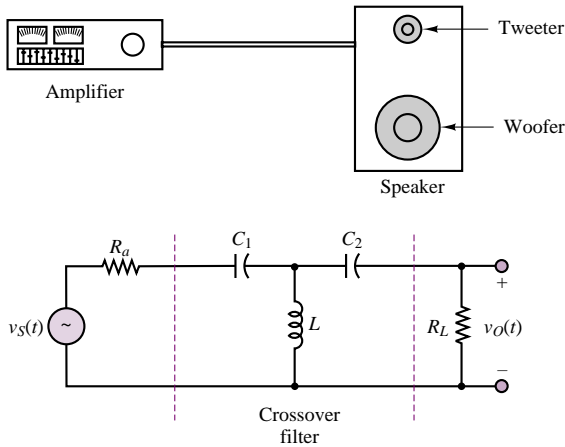 Tweeter
Amplifier
Woofer
Speaker
R_a
C_1
C_2
+
v_S(t)
~
L
R_L
v_O(t)
−
Crossover
filter